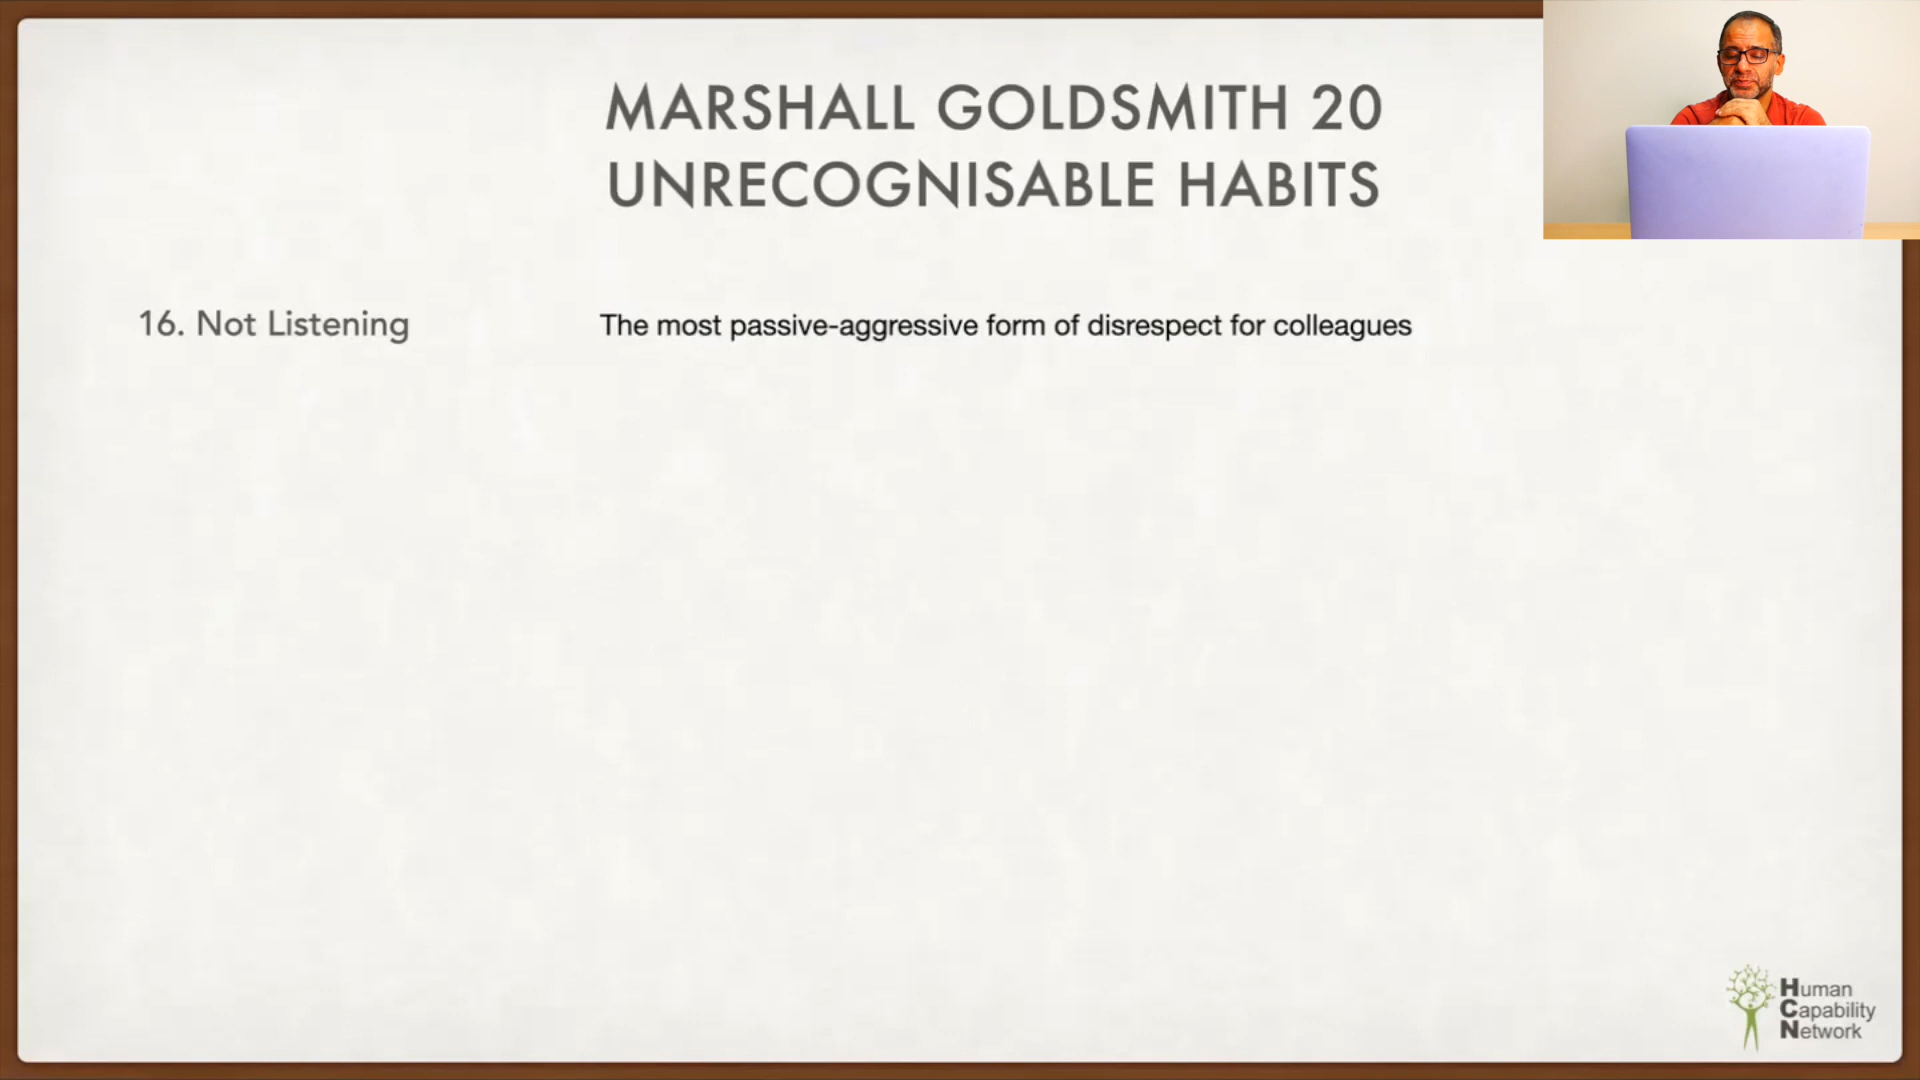 MARSHALL GOLDSMITH 20
UNRECOGNISABLE HABITS
16. Not Listening
The most passive-aggressive form of disrespect for colleagues
Human
Capability
Network